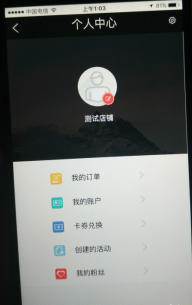 中国电信 上午1:03 81%
个人中心
测试店铺
我的订单
我的账户
卡券兑换
创建的活动
我的粉丝